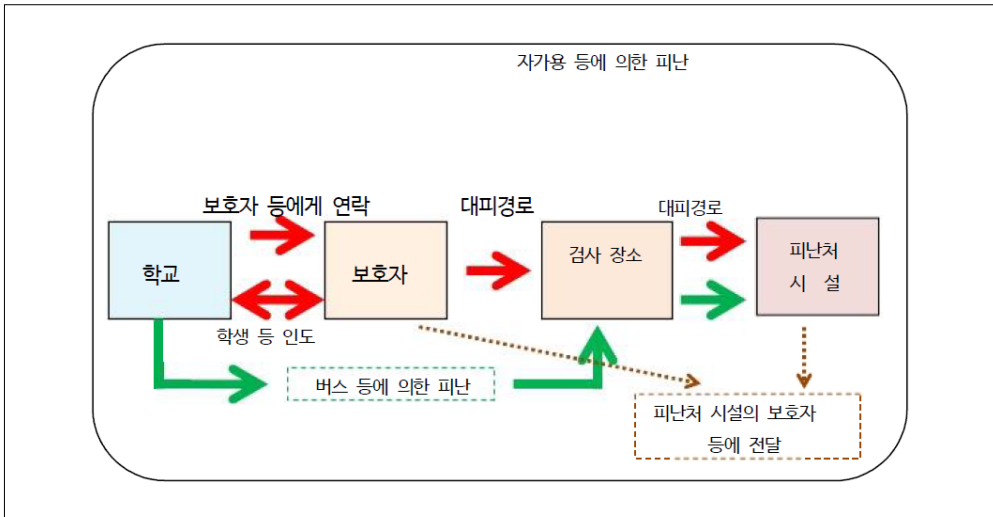 자가용 등에 의한 피난
보호자 등에게 연락
대피경로
대피경로
학교
보호자
검사 장소
피난처
시 설
학생 등 인도
버스 등에 의한 피난
피난처 시설의 보호자
등에 전달